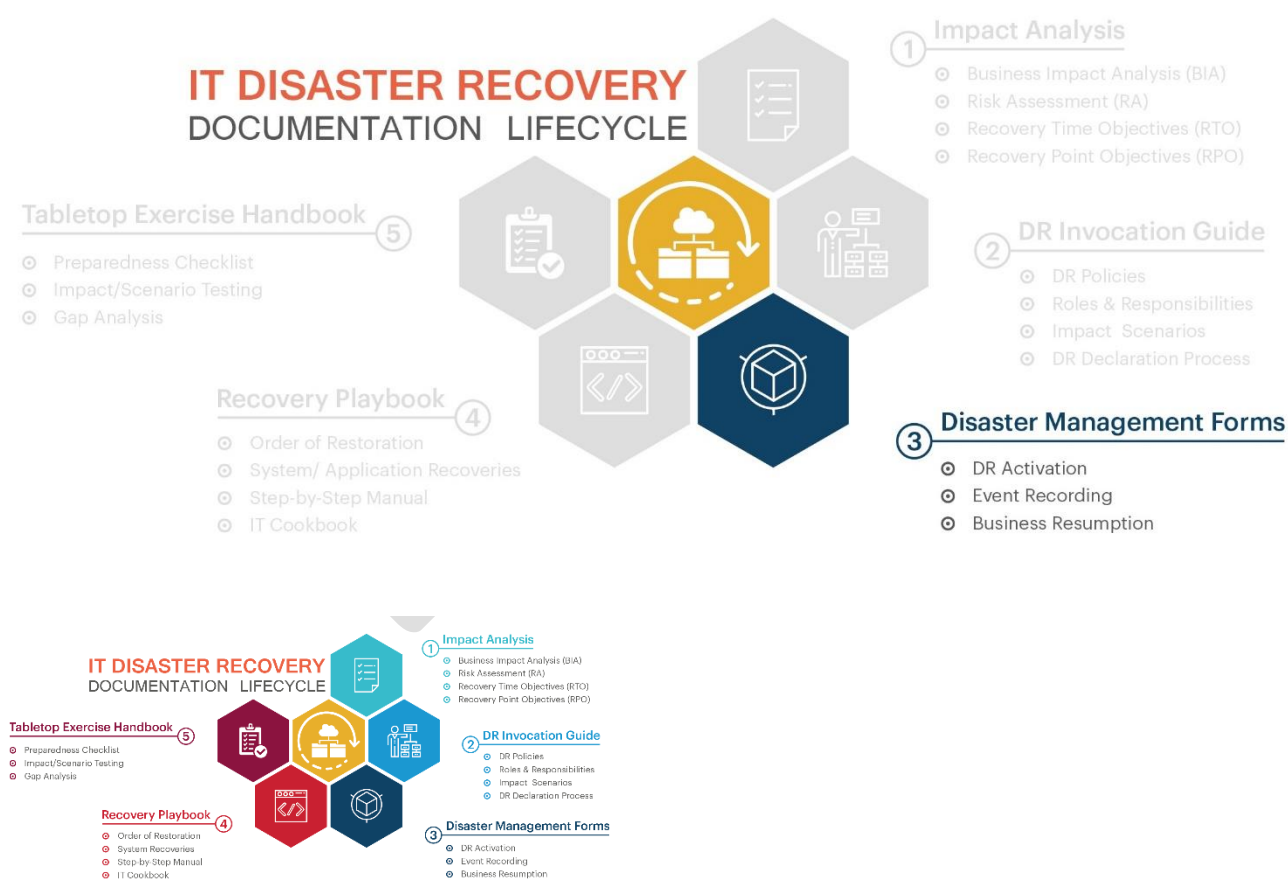 IT DISASTER RECOVERY
DOCUMENTATION LIFECYCLE
1
Impact Analysis
Business Impact Analysis (BIA)
Risk Assessment (RA)
Recovery Time Objectives (RTO)
Recovery Point Objectives (RPO)
2
DR Invocation Guide
DR Policies
Roles & Responsibilities
Impact Scenarios
DR Declaration Process
3
Disaster Management Forms
DR Activation
Event Recording
Business Resumption
Recovery Playbook
4
Order of Restoration
System/ Application Recoveries
Step-by-Step Manual
IT Cookbook
Tabletop Exercise Handbook
5
Preparedness Checklist
Impact/Scenario Testing
Gap Analysis
IT DISASTER RECOVERY
DOCUMENTATION LIFECYCLE
1
Impact Analysis
Business Impact Analysis (BIA)
Risk Assessment (RA)
Recovery Time Objectives (RTO)
Recovery Point Objectives (RPO)
2
DR Invocation Guide
DR Policies
Roles & Responsibilities
Impact Scenarios
DR Declaration Process
3
Disaster Management Forms
DR Activation
Event Recording
Business Resumption
Recovery Playbook
4
Order of Restoration
System Recoveries
Step-by-Step Manual
IT Cookbook
Tabletop Exercise Handbook
5
Preparedness Checklist
Impact/Scenario Testing
Gap Analysis